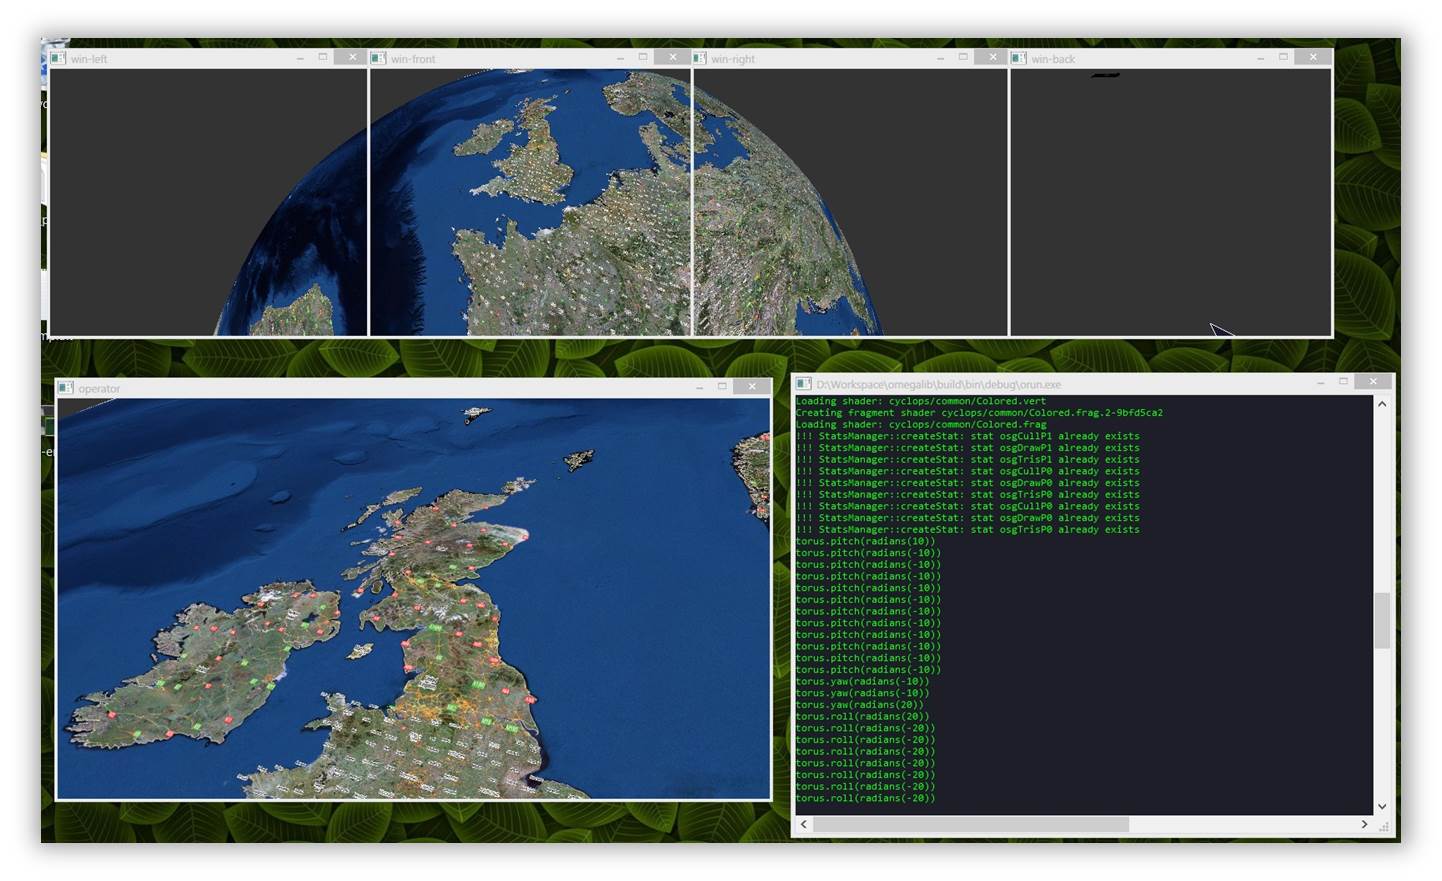 win-left
win-front
win-right
win-back
operator
D:\Workspace\omegalib\build\bin\debug\orun.exe
Loading shader: cyclops/common/Colored.vert
Creating fragment shader cyclops/common/Colored.frag.2-9bfd5ca2
Loading shader: cyclops/common/Colored.frag
!!! StatsManager::createStat: stat osgCullP1 already exists
!!! StatsManager::createStat: stat osgDrawP1 already exists
!!! StatsManager::createStat: stat osgTrisP1 already exists
!!! StatsManager::createStat: stat osgCullP0 already exists
!!! StatsManager::createStat: stat osgDrawP0 already exists
!!! StatsManager::createStat: stat osgTrisP0 already exists
!!! StatsManager::createStat: stat osgCullP0 already exists
!!! StatsManager::createStat: stat osgDrawP0 already exists
!!! StatsManager::createStat: stat osgTrisP0 already exists
torus.pitch(radians(10))
torus.pitch(radians(-10))
torus.pitch(radians(-10))
torus.pitch(radians(-10))
torus.pitch(radians(-10))
torus.pitch(radians(-10))
torus.pitch(radians(-10))
torus.pitch(radians(-10))
torus.pitch(radians(-10))
torus.pitch(radians(-10))
torus.pitch(radians(-10))
torus.pitch(radians(-10))
torus.yaw(radians(-10))
torus.yaw(radians(-10))
torus.yaw(radians(20))
torus.roll(radians(20))
torus.roll(radians(-20))
torus.roll(radians(-20))
torus.roll(radians(-20))
torus.roll(radians(-20))
torus.roll(radians(-20))
torus.roll(radians(-20))
torus.roll(radians(-20))